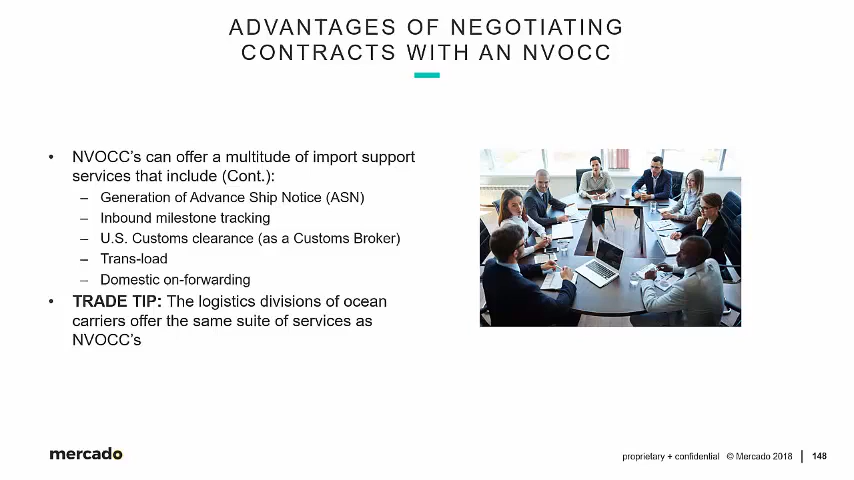 ADVANTAGES OF NEGOTIATING
CONTRACTS WITH AN NVOCC
• NVOCC’s can offer a multitude of import support
services that include (Cont.):
– Generation of Advance Ship Notice (ASN)
– Inbound milestone tracking
– U.S. Customs clearance (as a Customs Broker)
– Trans-load
– Domestic on-forwarding
• TRADE TIP: The logistics divisions of ocean
carriers offer the same suite of services as
NVOCC’s
mercado
proprietary + confidential © Mercado 2018 | 148